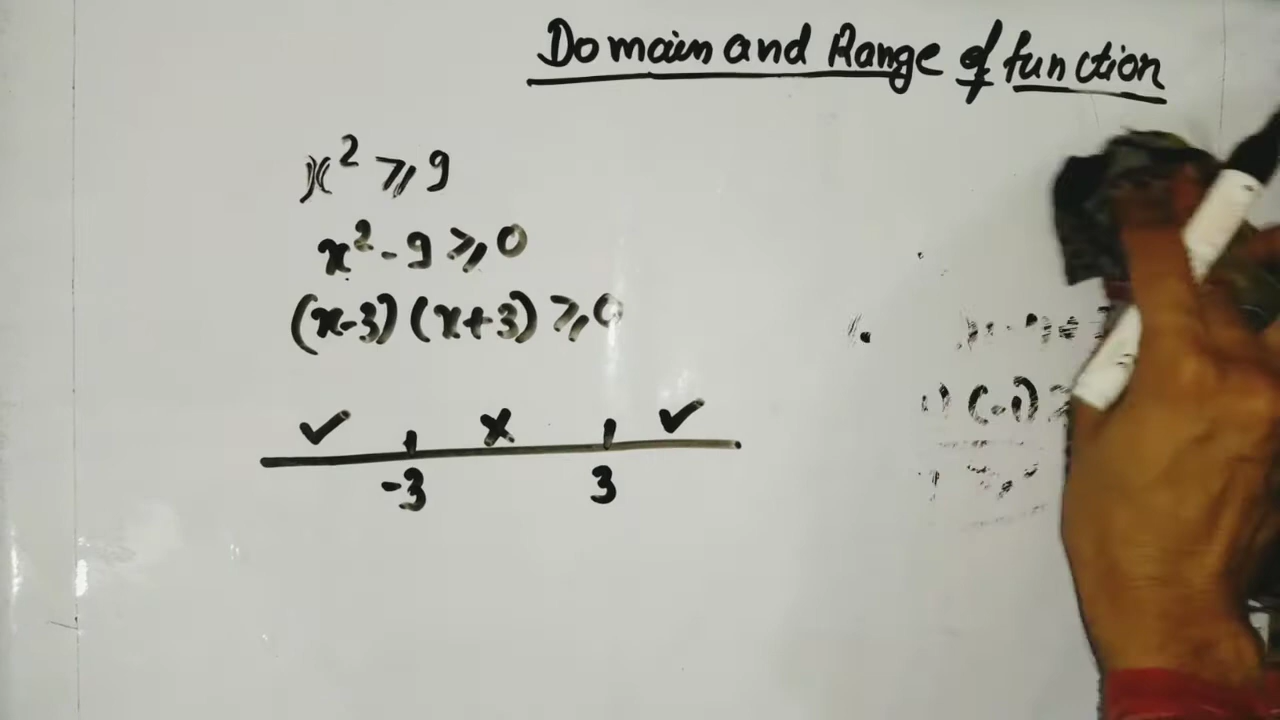 Domain and Range of function
x² ≥ 9
x² - 9 ≥ 0
(x-3) (x+3) ≥ 0
✓ × ✓
-3 3